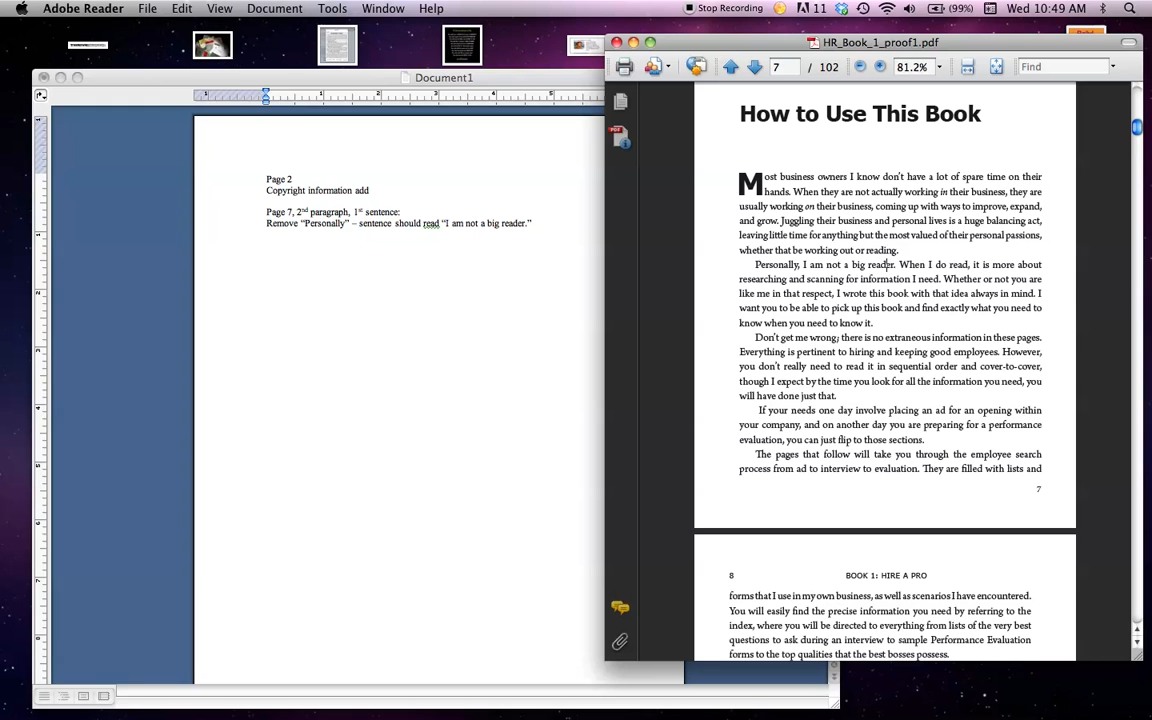 Adobe Reader File Edit View Document Tools Window Help Stop Recording 11 (99%) Wed 10:49 AM
HR_Book_1_proof1.pdf
Document1
7 / 102 81.2% Find
How to Use This Book
Most business owners I know don't have a lot of spare time on their
hands. When they are not actually working in their business, they are
usually working on their business, coming up with ways to improve, expand,
and grow. Juggling their business and personal lives is a huge balancing act,
leaving little time for anything but the most valued of their personal passions,
whether that be working out or reading.
Personally, I am not a big reader. When I do read, it is more about
researching and scanning for information I need. Whether or not you are
like me in that respect, I wrote this book with that idea always in mind. I
want you to be able to pick up this book and find exactly what you need to
know when you need to know it.
Don't get me wrong; there is no extraneous information in these pages.
Everything is pertinent to hiring and keeping good employees. However,
you don't really need to read it in sequential order and cover-to-cover,
though I expect by the time you look for all the information you need, you
will have done just that.
If your needs one day involve placing an ad for an opening within
your company, and on another day you are preparing for a performance
evaluation, you can just flip to those sections.
The pages that follow will take you through the employee search
process from ad to interview to evaluation. They are filled with lists and
7
8 BOOK 1: HIRE A PRO
forms that I use in my own business, as well as scenarios I have encountered.
You will easily find the precise information you need by referring to the
index, where you will be directed to everything from lists of the very best
questions to ask during an interview to sample Performance Evaluation
forms to the top qualities that the best bosses possess.
Page 2
Copyright information add
Page 7, 2nd paragraph, 1st sentence:
Remove "Personally" – sentence should read "I am not a big reader."